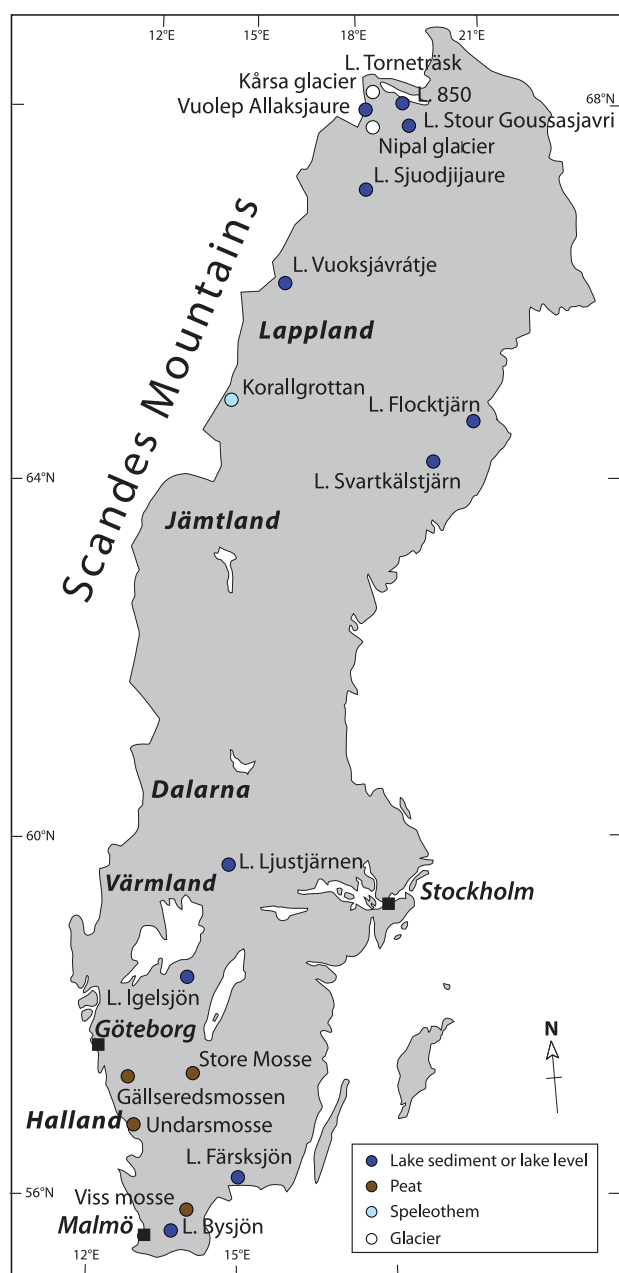 12°E 15°E 18°E 21°E
L. Torneträsk
Kårsa glacier
L. 850
68°N
Vuolep Allaksjaure
L. Stour Goussasjavri
Nipal glacier
L. Sjuodjijaure
Scandes Mountains
L. Vuoksjávrátje
Lappland
Korallgrottan
L. Flocktjärn
L. Svartkälstjärn
64°N
Jämtland
Dalarna
60°N
L. Ljustjärnen
Värmland
Stockholm
L. Igelsjön
Göteborg
N
Store Mosse
Gällseredsmossen
Halland
Undarsmosse
L. Färsksjön
Lake sediment or lake level
Peat
Speleothem
Glacier
56°N
Viss mosse
Malmö
L. Bysjön
12°E 15°E